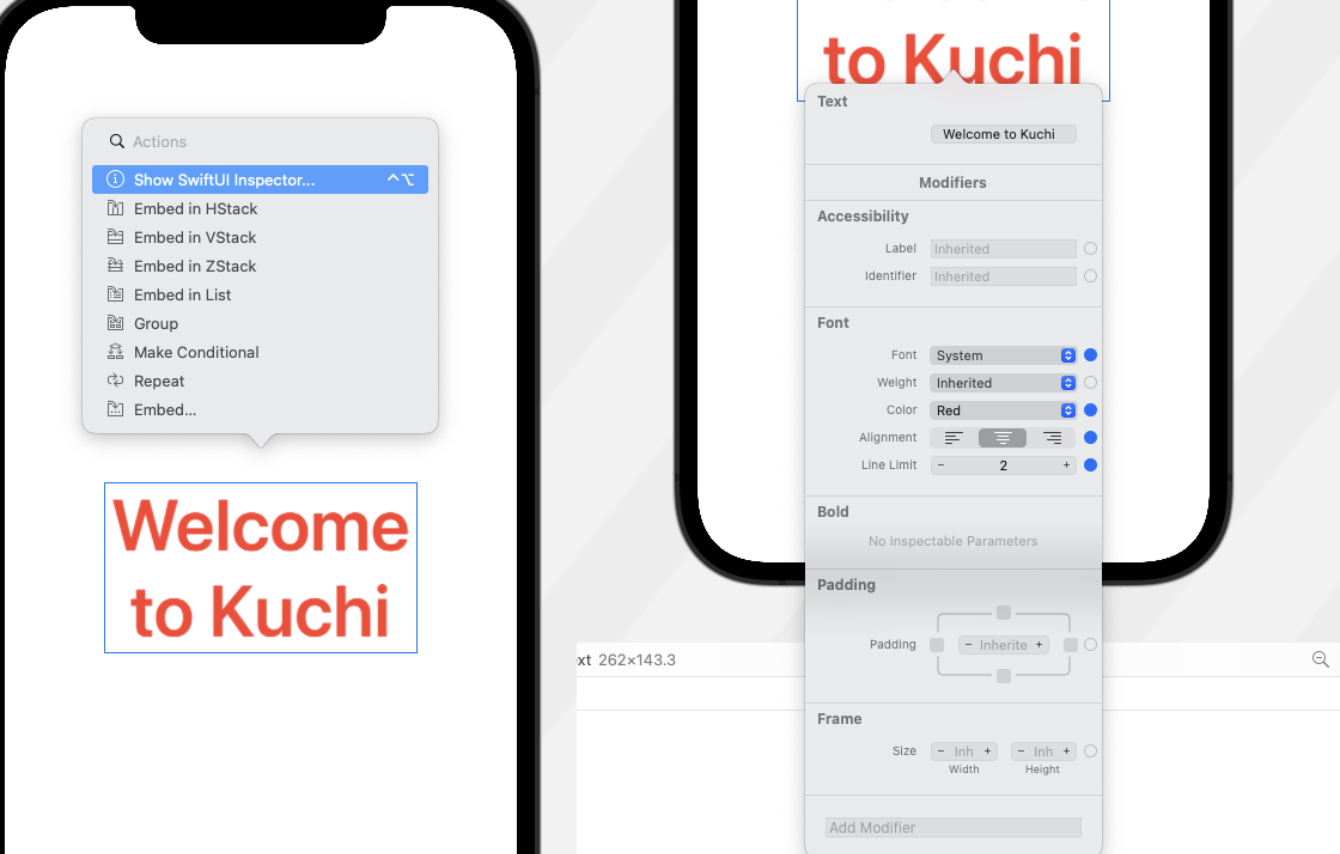 Actions
Show SwiftUI Inspector... ^⌥
Embed in HStack
Embed in VStack
Embed in ZStack
Embed in List
Group
Make Conditional
Repeat
Embed...
Welcome
to Kuchi
to Kuchi
Text
Welcome to Kuchi
Modifiers
Accessibility
Label Inherited
Identifier Inherited
Font
Font System
Weight Inherited
Color Red
Alignment
Line Limit - 2 +
Bold
No Inspectable Parameters
Padding
Padding - Inherite +
Frame
Size - Inh + - Inh +
Width Height
Add Modifier
xt 262×143.3